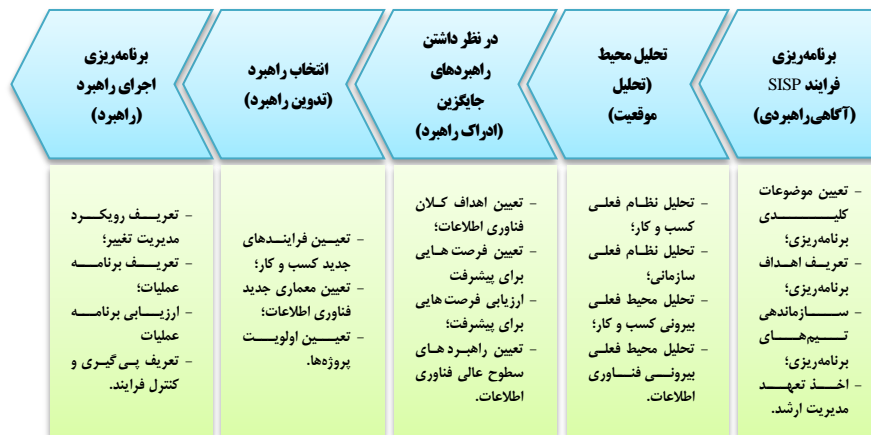 برنامه‌ریزی
فرایند SISP
(آگاهی‌راهبردی)
تحلیل محیط
(تحلیل
موقعیت)
در نظر داشتن
راهبردهای
جایگزین
(ادراک راهبرد)
انتخاب راهبرد
(تدوین راهبرد)
برنامه‌ریزی
اجرای راهبرد
(راهبرد)
- تعیین موضوعات
کلیدی
برنامه‌ریزی؛
- تعریف اهداف
برنامه‌ریزی؛
- سازماندهی
تیم‌های
برنامه‌ریزی؛
- اخذ تعهد
مدیریت ارشد.
- تحلیل نظام فعلی
کسب و کار؛
- تحلیل نظام فعلی
سازمانی؛
- تحلیل محیط فعلی
بیرونی کسب و کار؛
- تحلیل محیط فعلی
بیرونی فناوری
اطلاعات.
- تعیین اهداف کلان
فناوری اطلاعات؛
- تعیین فرصت‌هایی
برای پیشرفت
- ارزیابی فرصت‌هایی
برای پیشرفت؛
- تعیین راهبردهای
سطوح عالی فناوری
اطلاعات.
- تعیین فرایندهای
جدید کسب و کار؛
- تعیین معماری جدید
فناوری اطلاعات؛
- تعیین اولویت
پروژه‌ها.
- تعریف رویکرد
مدیریت تغییر؛
- تعریف برنامه
عملیات؛
- ارزیابی برنامه
عملیات
- تعریف پی‌گیری و
کنترل فرایند.